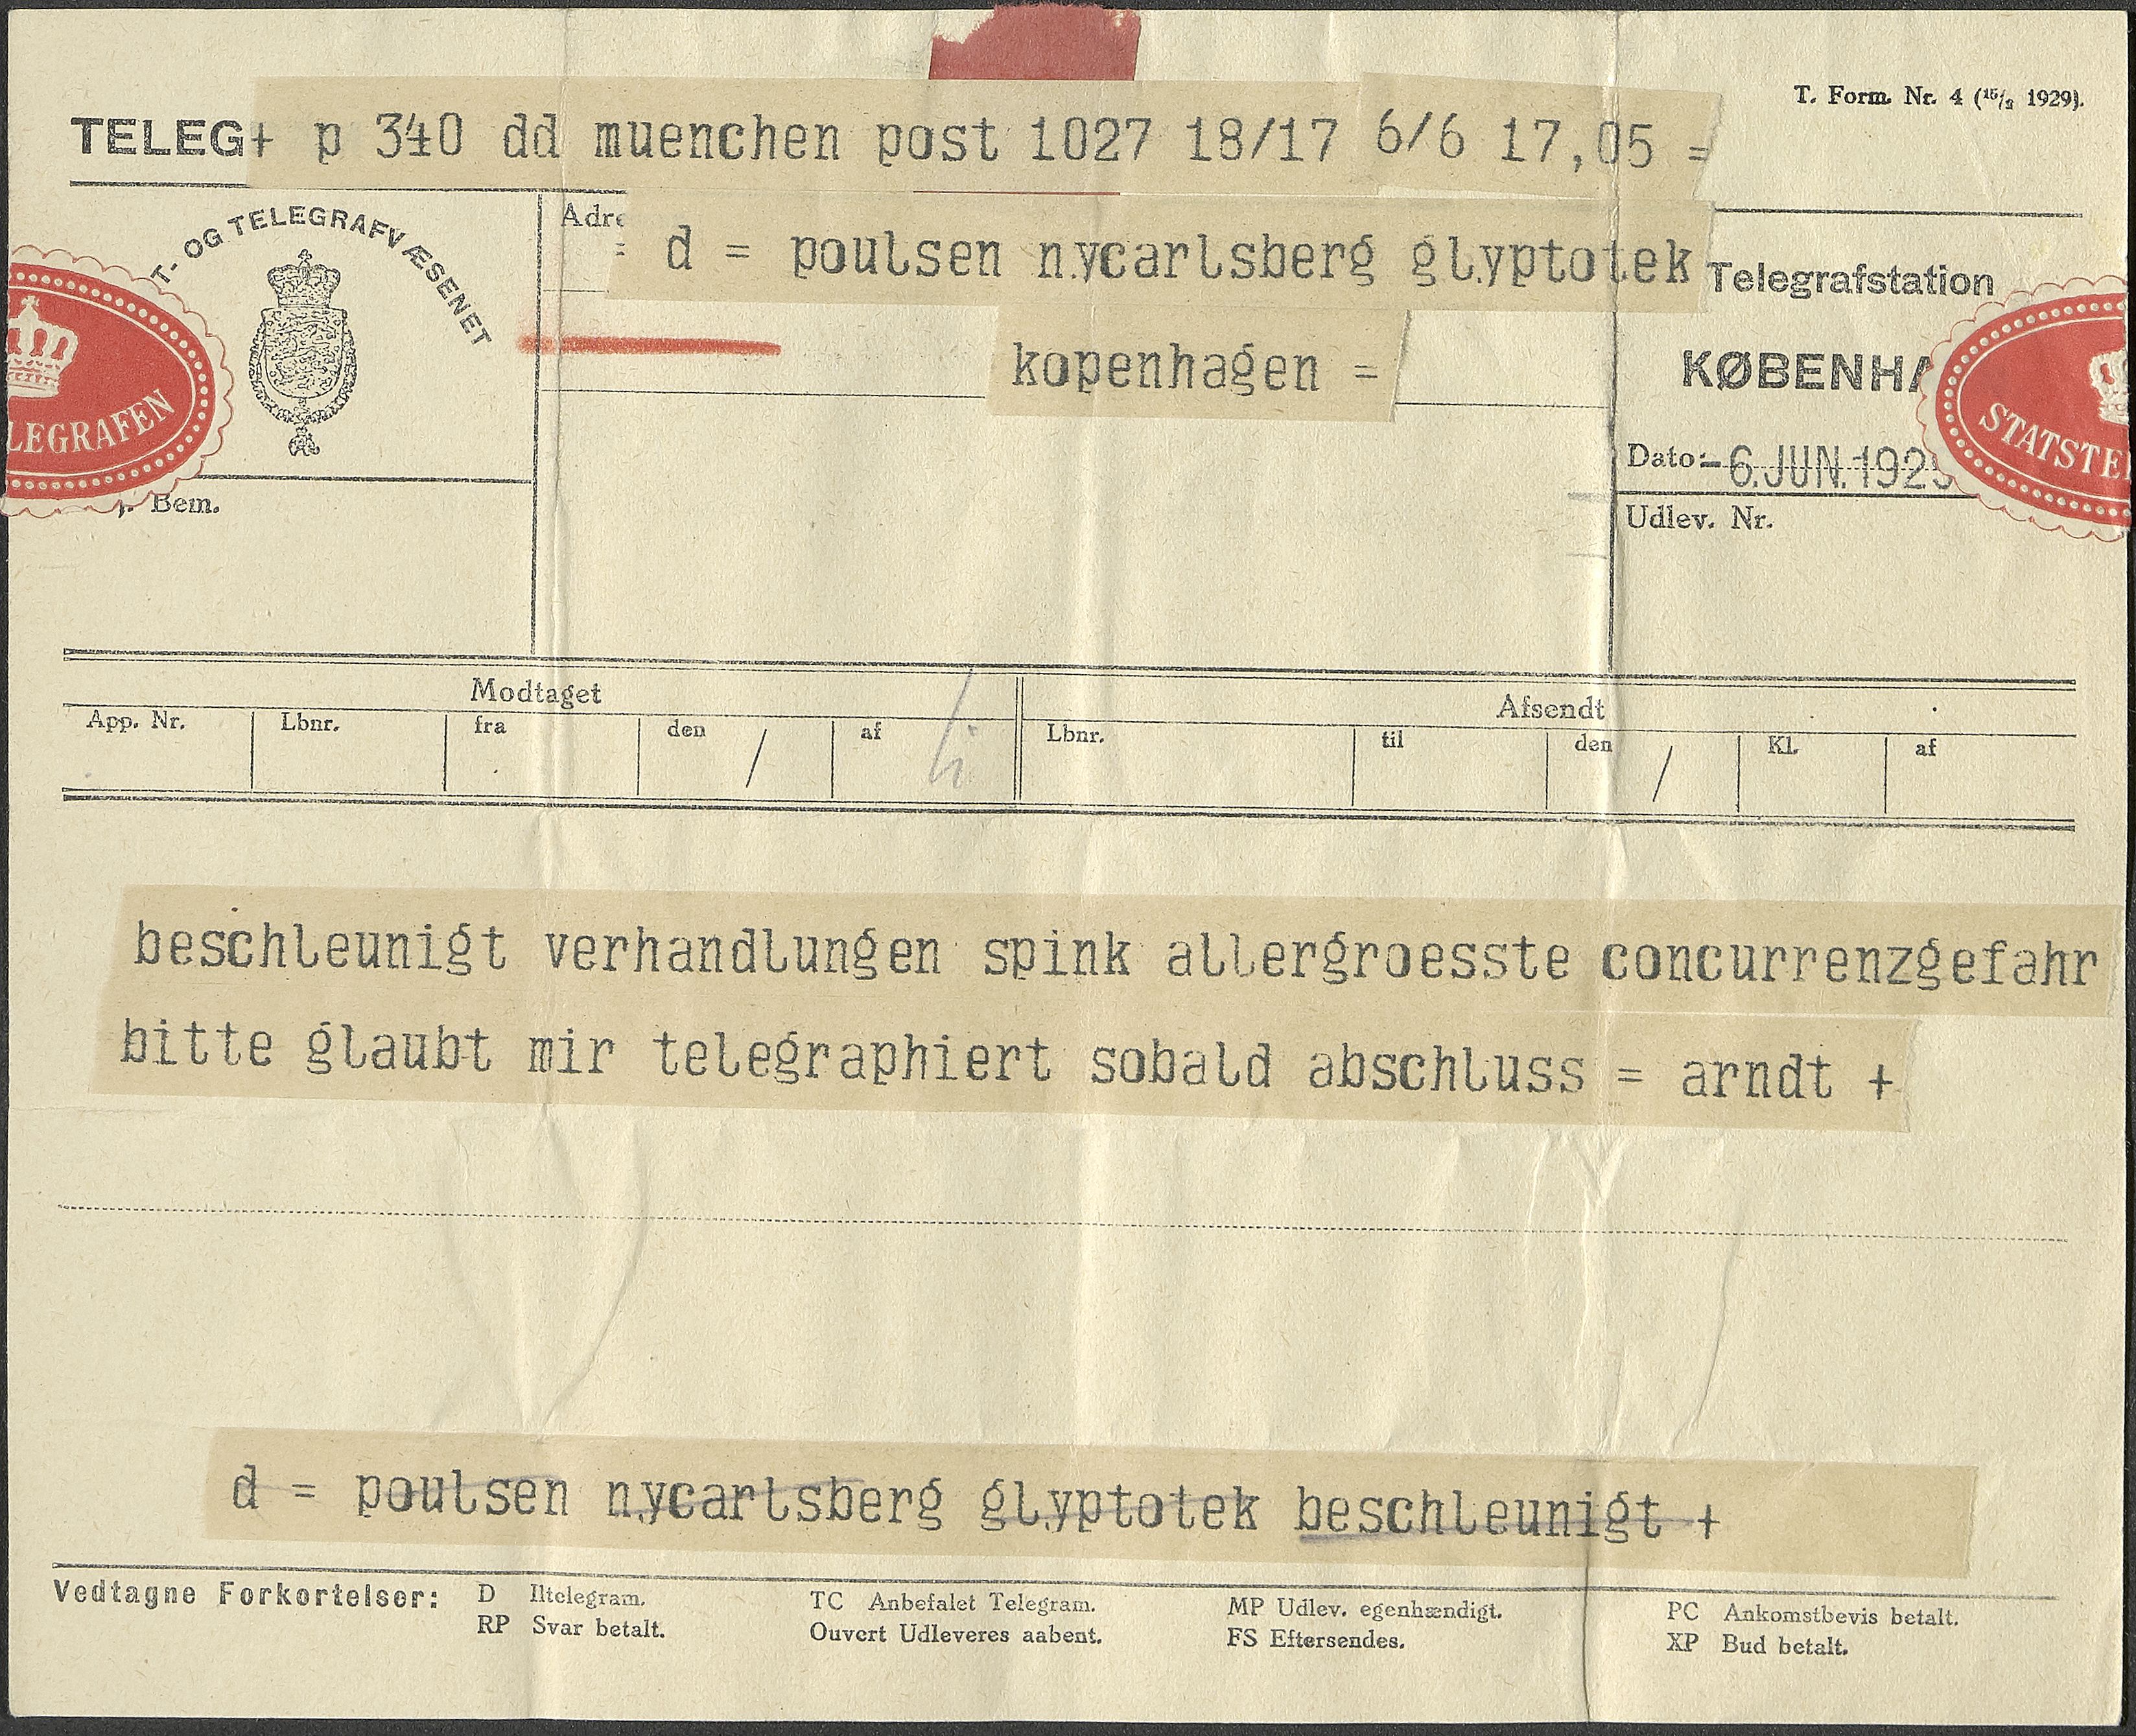 T. Form. Nr. 4 (15/2 1929).
TELEG+ p 340 dd muenchen post 1027 18/17 6/6 17,05 =
T- OG TELEGRAFVÆSENET
Adre
= d = poulsen nycarlsberg glyptotek
Telegrafstation
kopenhagen =
KØBENHA
LEGRAFEN
STATSTE
Dato: -6.JUN.1929
Bem.
Udlev. Nr.
Modtaget Afsendt
App. Nr. Lbnr. fra den / af Lbnr. til den / Kl. af
beschleunigt verhandlungen spink allergroesste concurrenzgefahr
bitte glaubt mir telegraphiert sobald abschluss = arndt +
d = poulsen nycarlsberg glyptotek beschleunigt +
Vedtagne Forkortelser: D Iltelegram. TC Anbefalet Telegram. MP Udlev. egenhændigt. PC Ankomstbevis betalt.
RP Svar betalt. Ouvert Udleveres aabent. FS Eftersendes. XP Bud betalt.